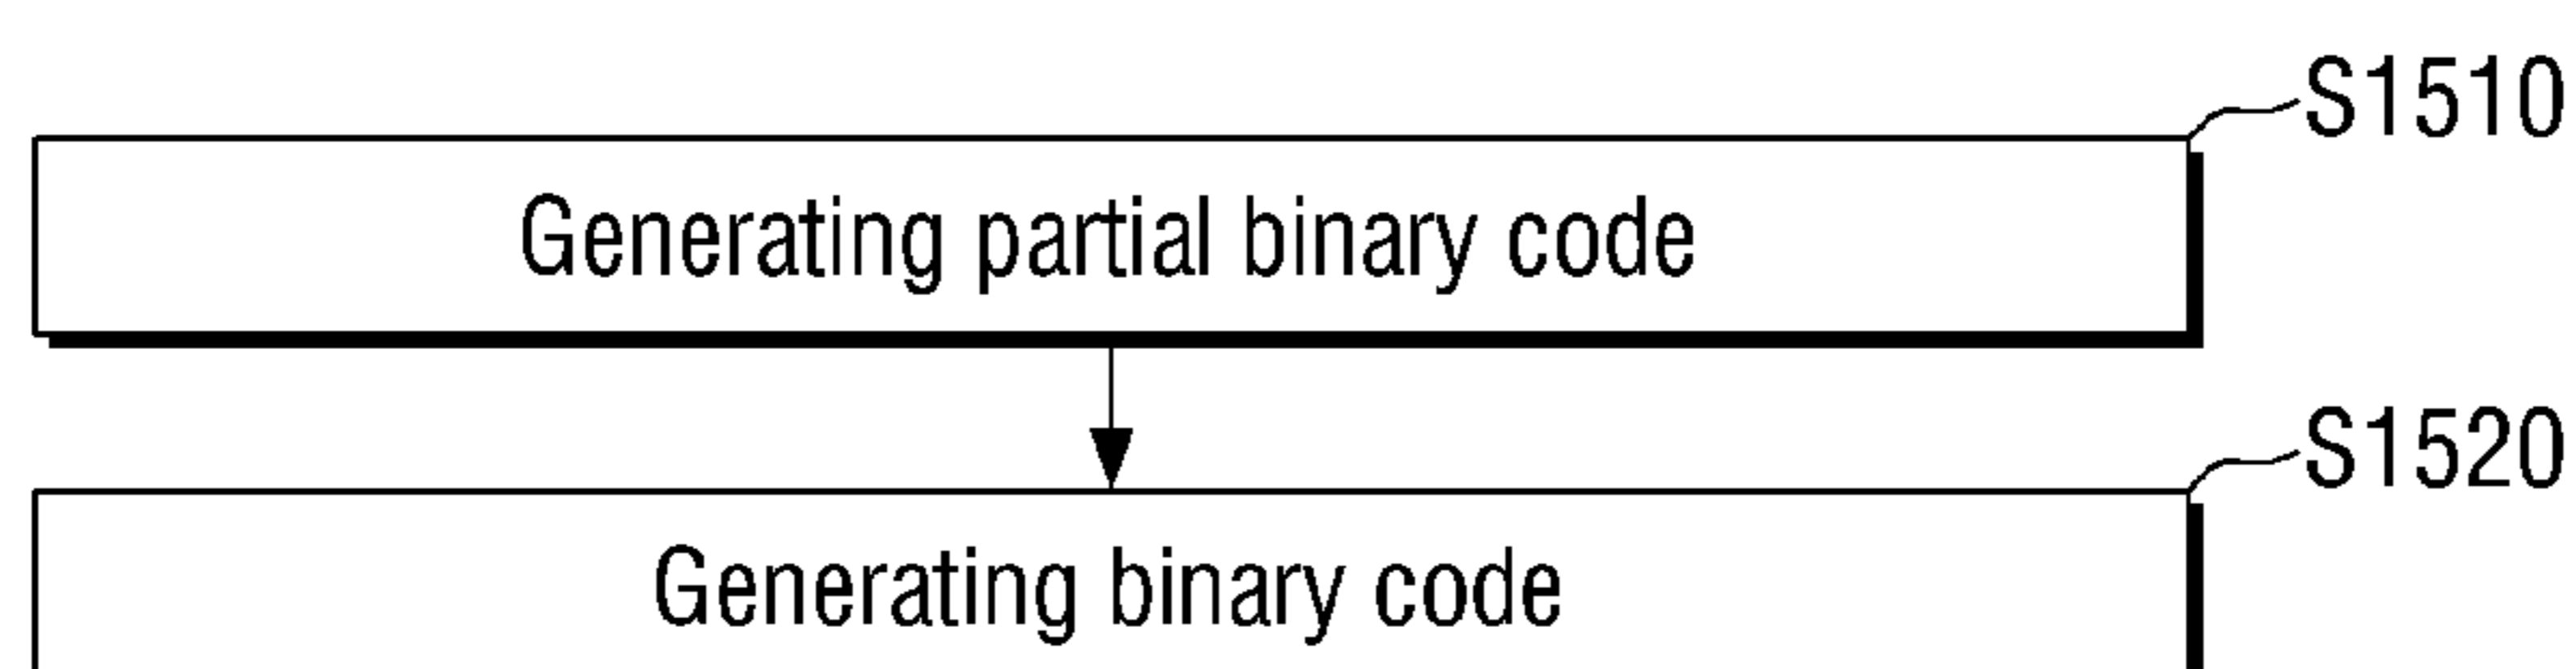 S1510
Generating partial binary code
S1520
Generating binary code